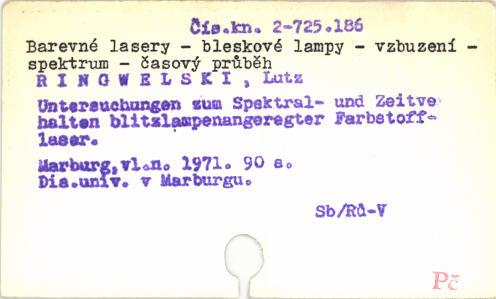 Čís.kn. 2-725.186
Barevné lasery - bleskové lampy - vzbuzení -
spektrum - časový průběh
R I N G W E L S K I , Lutz
Untersuchungen zum Spektral- und Zeitve
halten blitzlampenangeregter Farbstoff-
laser.
Marburg,vl.n. 1971. 90 s.
Dis.univ. v Marburgu.
Sb/Rů-V
Pč